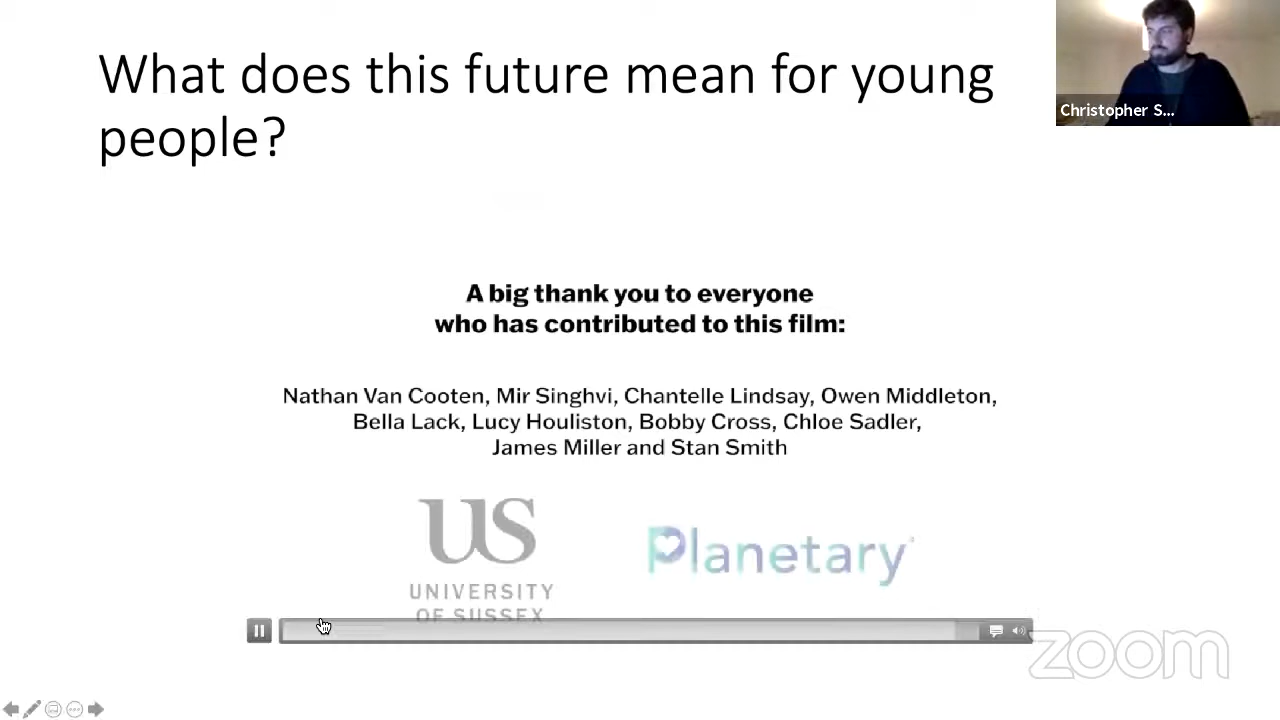 What does this future mean for young
people?
Christopher S...
A big thank you to everyone
who has contributed to this film:
Nathan Van Cooten, Mir Singhvi, Chantelle Lindsay, Owen Middleton,
Bella Lack, Lucy Houliston, Bobby Cross, Chloe Sadler,
James Miller and Stan Smith
US
UNIVERSITY
OF SUSSEX
Planetary
zoom